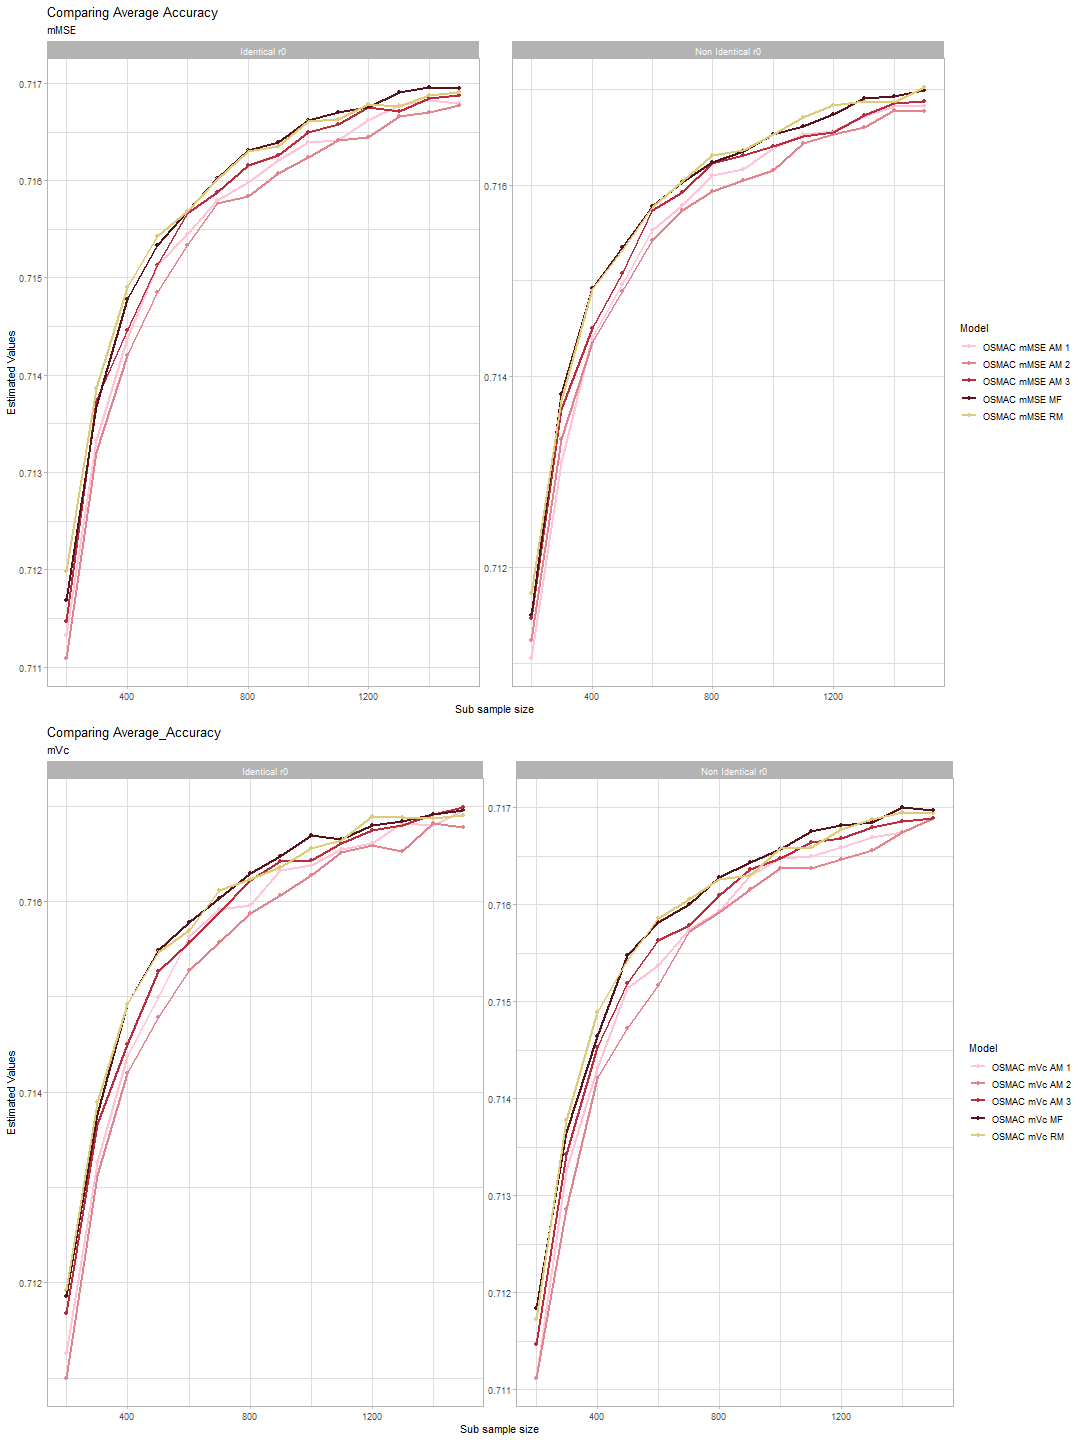 Comparing Average Accuracy
mMSE
Identical r0
Non Identical r0
0.717
0.716
0.715
0.714
0.713
0.712
0.711
0.716
0.714
0.712
Estimated Values
400
800
1200
400
800
1200
Sub sample size
Model
OSMAC mMSE AM 1
OSMAC mMSE AM 2
OSMAC mMSE AM 3
OSMAC mMSE MF
OSMAC mMSE RM
Comparing Average_Accuracy
mVc
Identical r0
Non Identical r0
0.716
0.714
0.712
0.717
0.716
0.715
0.714
0.713
0.712
0.711
Estimated Values
400
800
1200
400
800
1200
Sub sample size
Model
OSMAC mVc AM 1
OSMAC mVc AM 2
OSMAC mVc AM 3
OSMAC mVc MF
OSMAC mVc RM